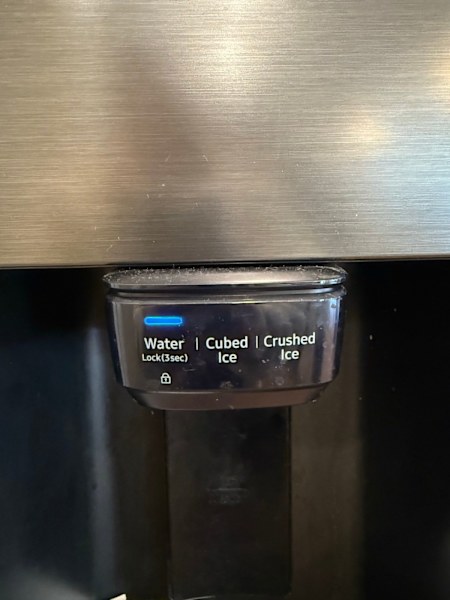 Water | Cubed | Crushed
Lock(3sec) Ice Ice